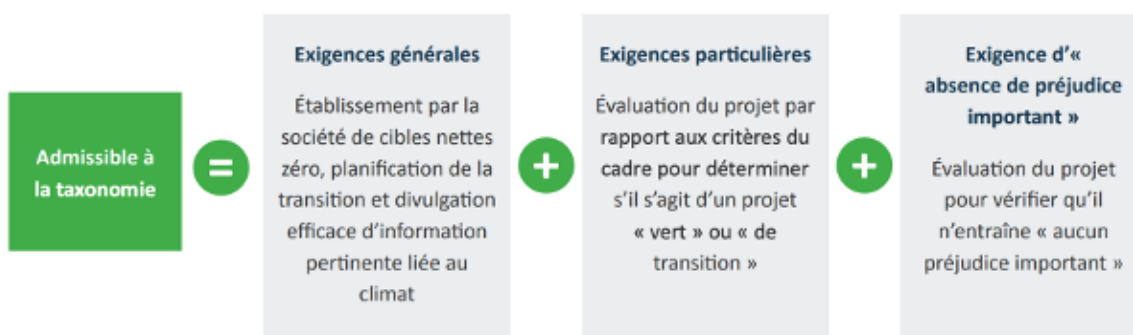 Admissible à
la taxonomie
=
Exigences générales
Établissement par la
société de cibles nettes
zéro, planification de la
transition et divulgation
efficace d'information
pertinente liée au
climat
+
Exigences particulières
Évaluation du projet par
rapport aux critères du
cadre pour déterminer
s'il s'agit d'un projet
« vert » ou « de
transition »
+
Exigence d'«
absence de préjudice
important »
Évaluation du projet
pour vérifier qu'il
n'entraîne « aucun
préjudice important »